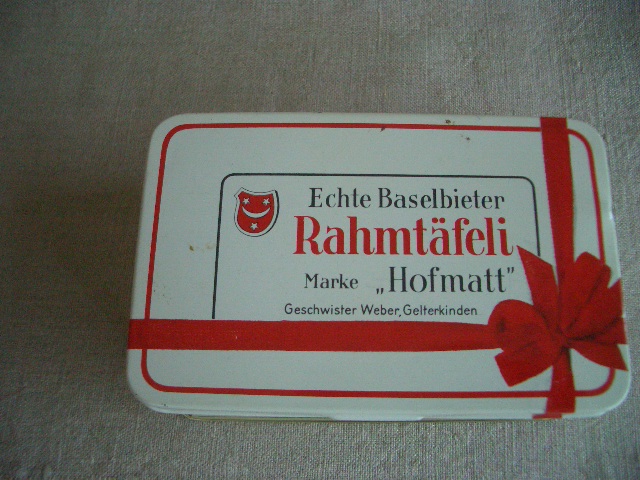 Echte Baselbieter
Rahmtäfeli
Marke „Hofmatt"
Geschwister Weber, Gelterkinden